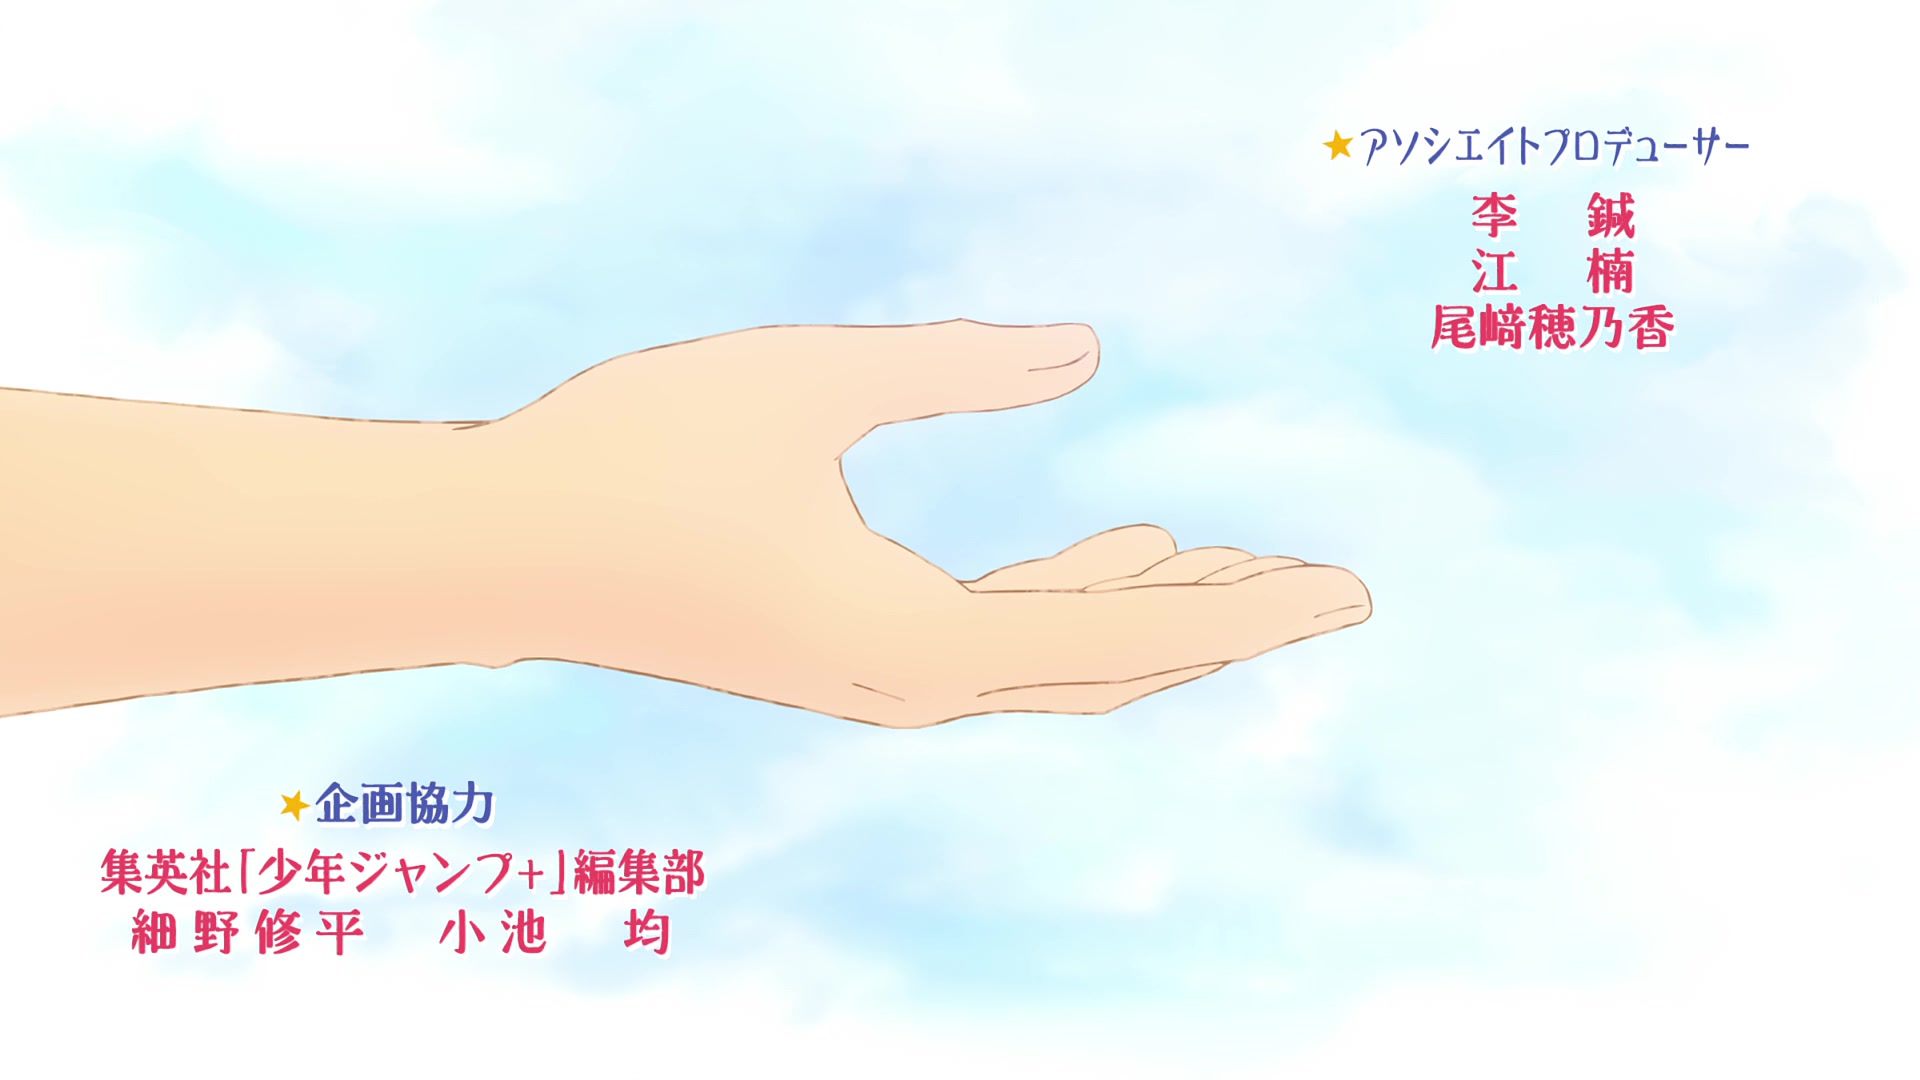 ★アソシエイトプロデューサー
李 鍼
江 楠
尾﨑穂乃香
★企画協力
集英社「少年ジャンプ+」編集部
細野修平 小池 均